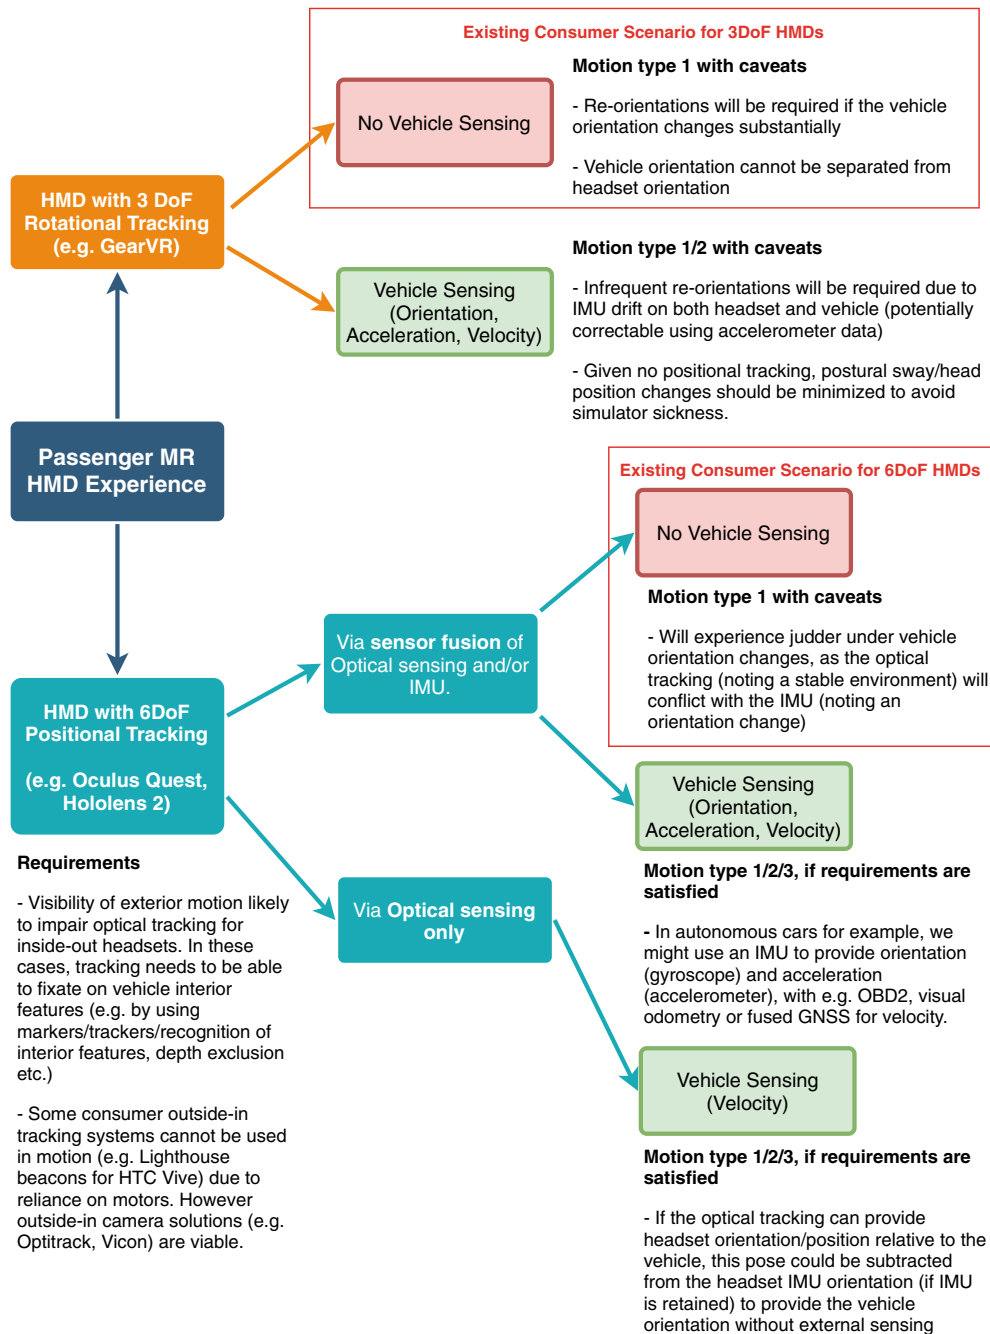 Existing Consumer Scenario for 3DoF HMDs
No Vehicle Sensing
Motion type 1 with caveats
- Re-orientations will be required if the vehicle
orientation changes substantially
- Vehicle orientation cannot be separated from
headset orientation
HMD with 3 DoF
Rotational Tracking
(e.g. GearVR)
Vehicle Sensing
(Orientation,
Acceleration, Velocity)
Motion type 1/2 with caveats
- Infrequent re-orientations will be required due to
IMU drift on both headset and vehicle (potentially
correctable using accelerometer data)
- Given no positional tracking, postural sway/head
position changes should be minimized to avoid
simulator sickness.
Passenger MR
HMD Experience
Existing Consumer Scenario for 6DoF HMDs
No Vehicle Sensing
Motion type 1 with caveats
- Will experience judder under vehicle
orientation changes, as the optical
tracking (noting a stable environment) will
conflict with the IMU (noting an
orientation change)
Via sensor fusion of
Optical sensing and/or
IMU.
HMD with 6DoF
Positional Tracking
(e.g. Oculus Quest,
Hololens 2)
Vehicle Sensing
(Orientation,
Acceleration, Velocity)
Motion type 1/2/3, if requirements are
satisfied
- In autonomous cars for example, we
might use an IMU to provide orientation
(gyroscope) and acceleration
(accelerometer), with e.g. OBD2, visual
odometry or fused GNSS for velocity.
Requirements
- Visibility of exterior motion likely
to impair optical tracking for
inside-out headsets. In these
cases, tracking needs to be able
to fixate on vehicle interior
features (e.g. by using
markers/trackers/recognition of
interior features, depth exclusion
etc.)
- Some consumer outside-in
tracking systems cannot be used
in motion (e.g. Lighthouse
beacons for HTC Vive) due to
reliance on motors. However
outside-in camera solutions (e.g.
Optitrack, Vicon) are viable.
Via Optical sensing
only
Vehicle Sensing
(Velocity)
Motion type 1/2/3, if requirements are
satisfied
- If the optical tracking can provide
headset orientation/position relative to the
vehicle, this pose could be subtracted
from the headset IMU orientation (if IMU
is retained) to provide the vehicle
orientation without external sensing